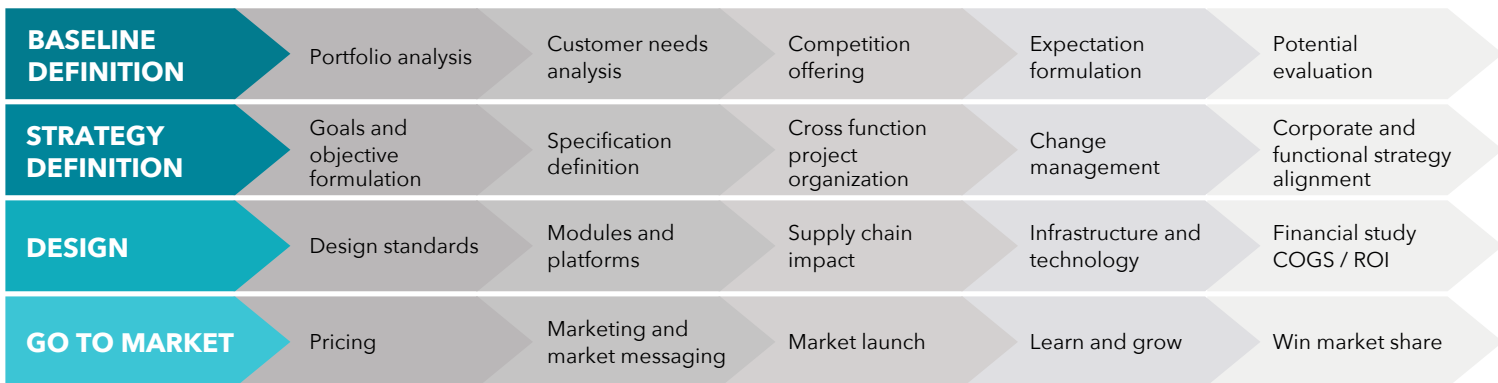 BASELINE
DEFINITION
Portfolio analysis
Customer needs
analysis
Competition
offering
Expectation
formulation
Potential
evaluation
STRATEGY
DEFINITION
Goals and
objective
formulation
Specification
definition
Cross function
project
organization
Change
management
Corporate and
functional strategy
alignment
DESIGN
Design standards
Modules and
platforms
Supply chain
impact
Infrastructure and
technology
Financial study
COGS / ROI
GO TO MARKET
Pricing
Marketing and
market messaging
Market launch
Learn and grow
Win market share